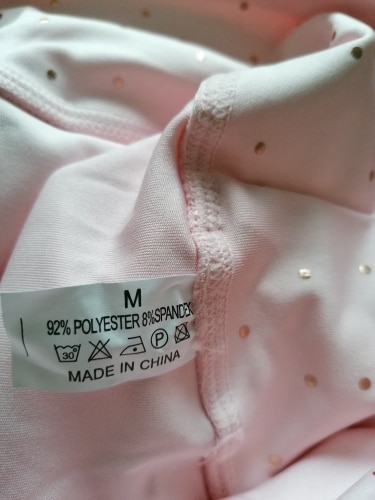 M
92% POLYESTER 8%SPANDEX
30° P
MADE IN CHINA